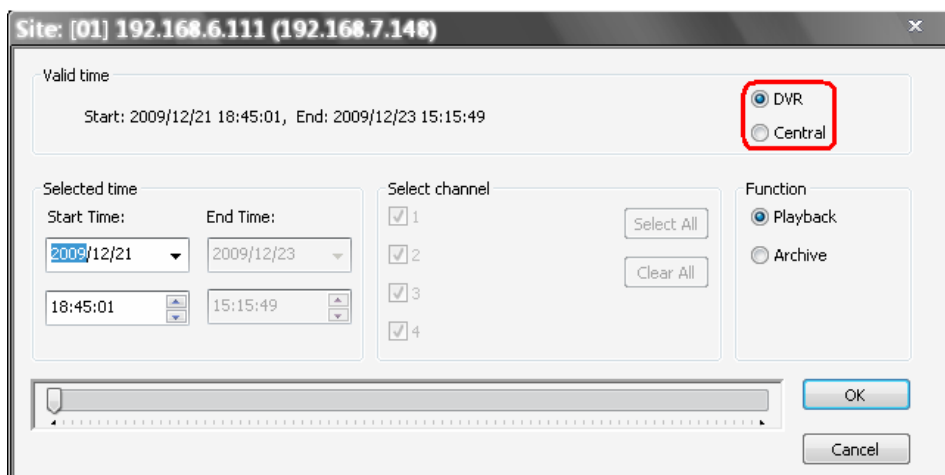 Site: [01] 192.168.6.111 (192.168.7.148)
Valid time
Start: 2009/12/21 18:45:01, End: 2009/12/23 15:15:49
DVR
Central
Selected time
Start Time:
End Time:
2009/12/21
2009/12/23
18:45:01
15:15:49
Select channel
1
2
3
4
Select All
Clear All
Function
Playback
Archive
OK
Cancel